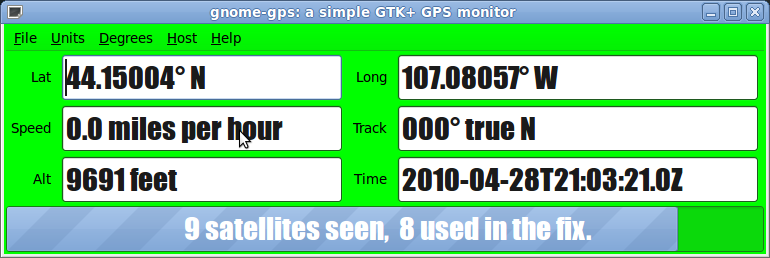 gnome-gps: a simple GTK+ GPS monitor
File Units Degrees Host Help
Lat 44.15004° N Long 107.08057° W
Speed 0.0 miles per hour Track 000° true N
Alt 9691 feet Time 2010-04-28T21:03:21.0Z
9 satellites seen, 8 used in the fix.